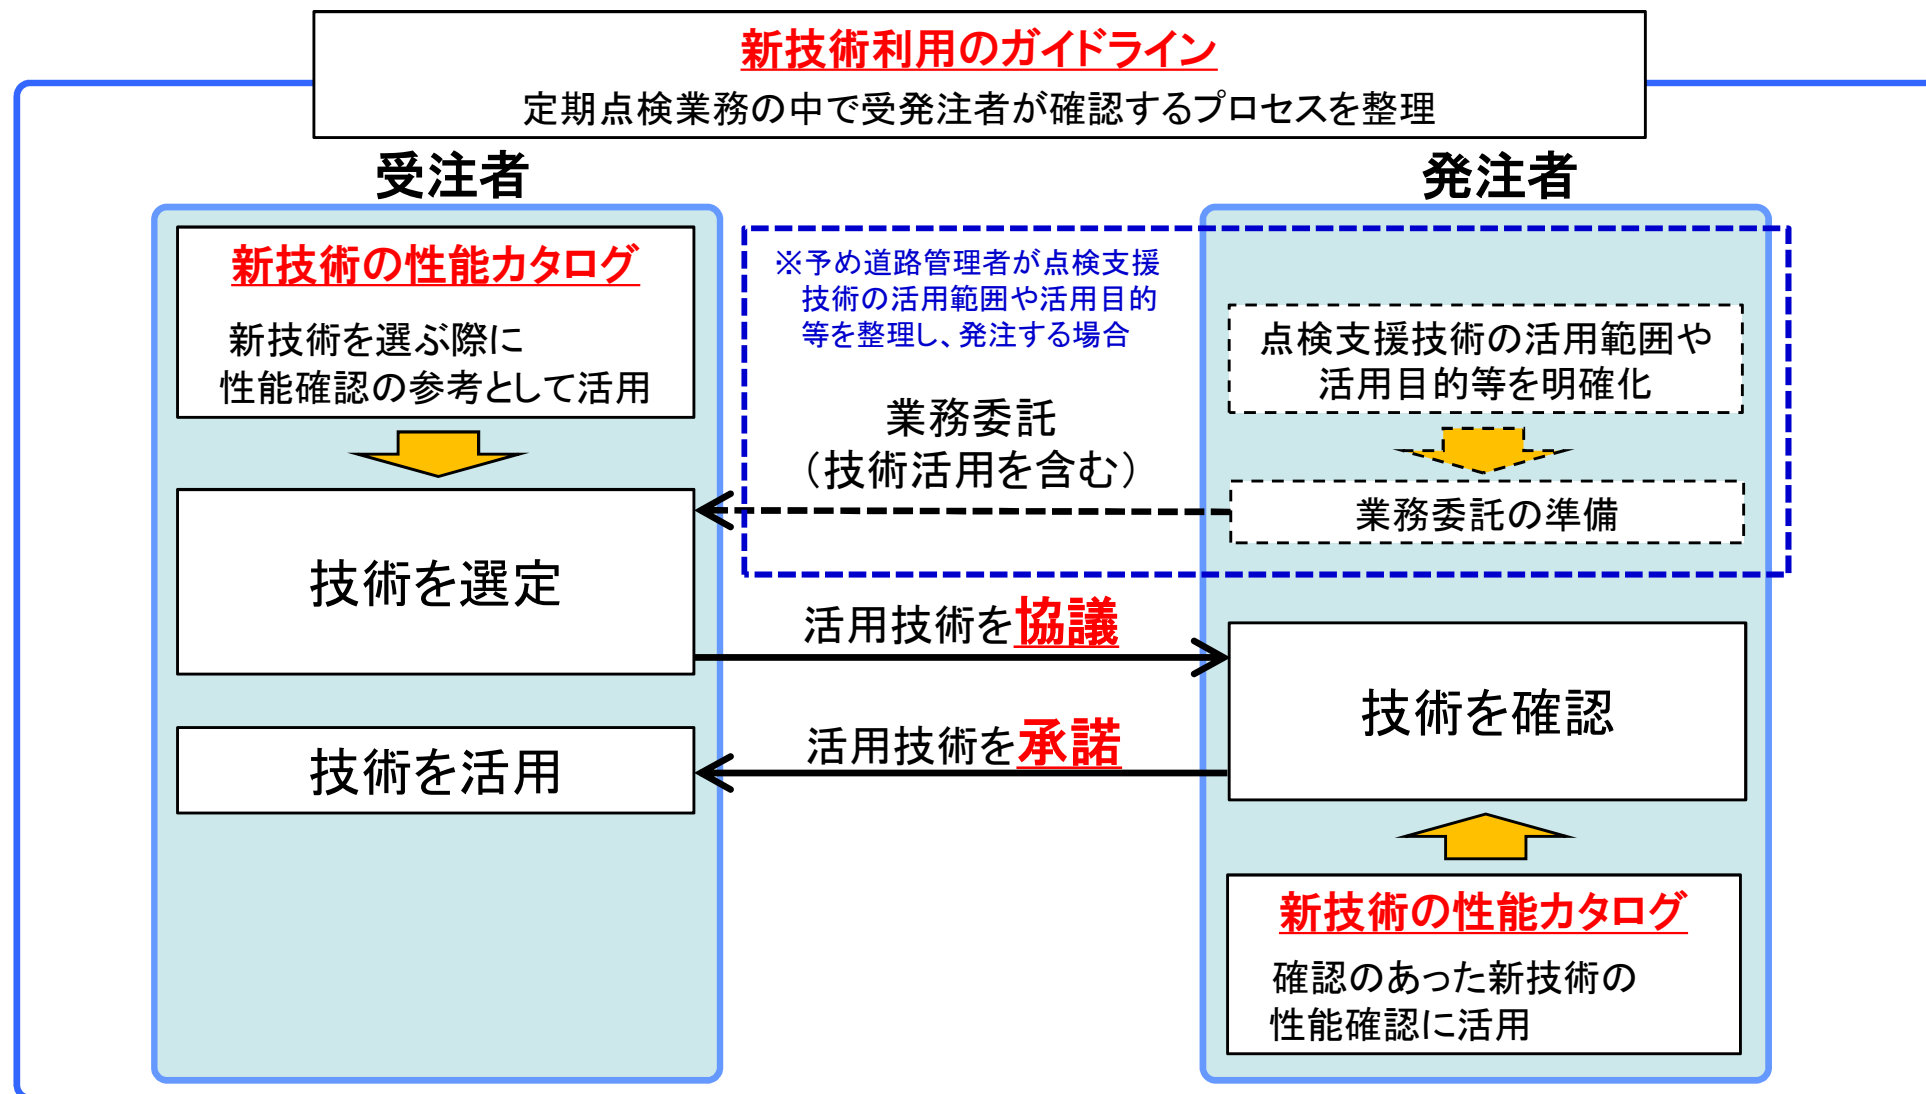 新技術利用のガイドライン
定期点検業務の中で受発注者が確認するプロセスを整理
受注者
新技術の性能カタログ
新技術を選ぶ際に
性能確認の参考として活用
技術を選定
技術を活用
※予め道路管理者が点検支援
技術の活用範囲や活用目的
等を整理し、発注する場合
業務委託
（技術活用を含む）
活用技術を協議
活用技術を承諾
発注者
点検支援技術の活用範囲や
活用目的等を明確化
業務委託の準備
技術を確認
新技術の性能カタログ
確認のあった新技術の
性能確認に活用